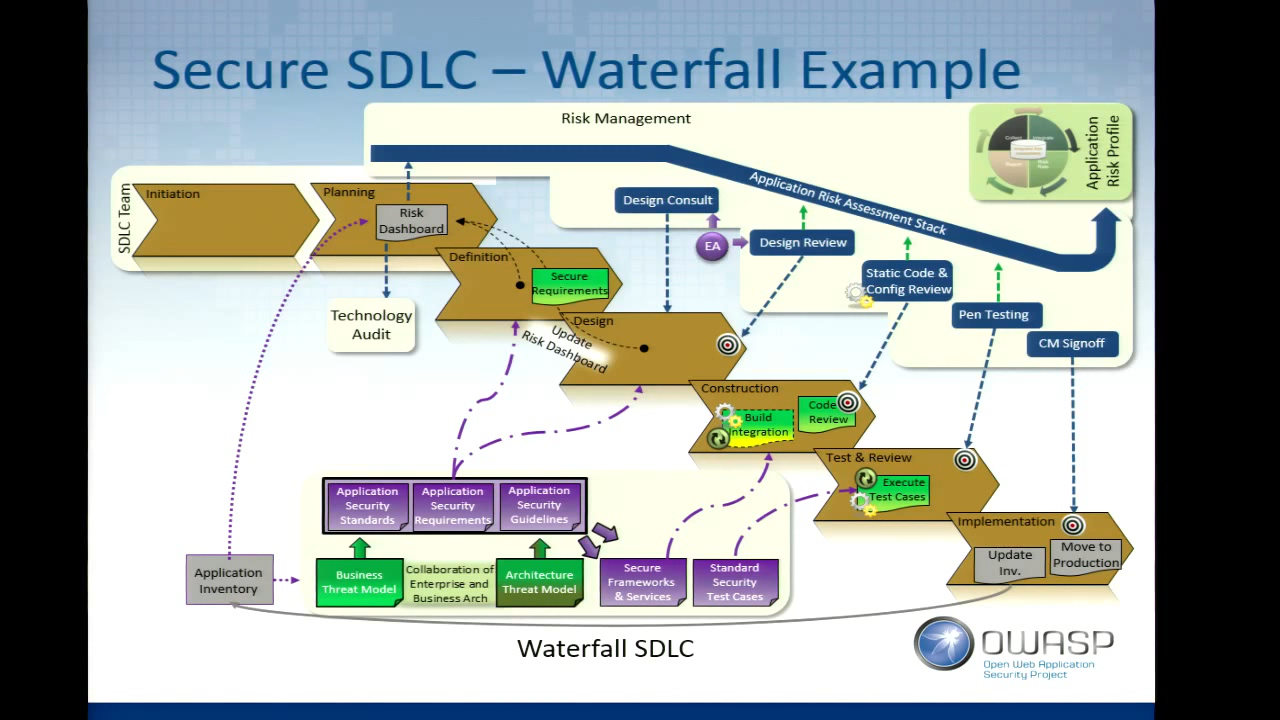 Secure SDLC – Waterfall Example
Risk Management
Application
Risk Profile
Application Risk Assessment Stack
SDLC Team
Initiation
Planning
Risk
Dashboard
Design Consult
EA
Design Review
Definition
Secure
Requirements
Static Code &
Config Review
Technology
Audit
Pen Testing
Design
Update
Risk Dashboard
CM Signoff
Construction
Build
Integration
Code
Review
Test & Review
Execute
Test Cases
Application
Security
Standards
Application
Security
Requirements
Application
Security
Guidelines
Implementation
Update
Inv.
Move to
Production
Application
Inventory
Business
Threat Model
Collaboration of
Enterprise and
Business Arch
Architecture
Threat Model
Secure
Frameworks
& Services
Standard
Security
Test Cases
Waterfall SDLC
OWASP
Open Web Application
Security Project